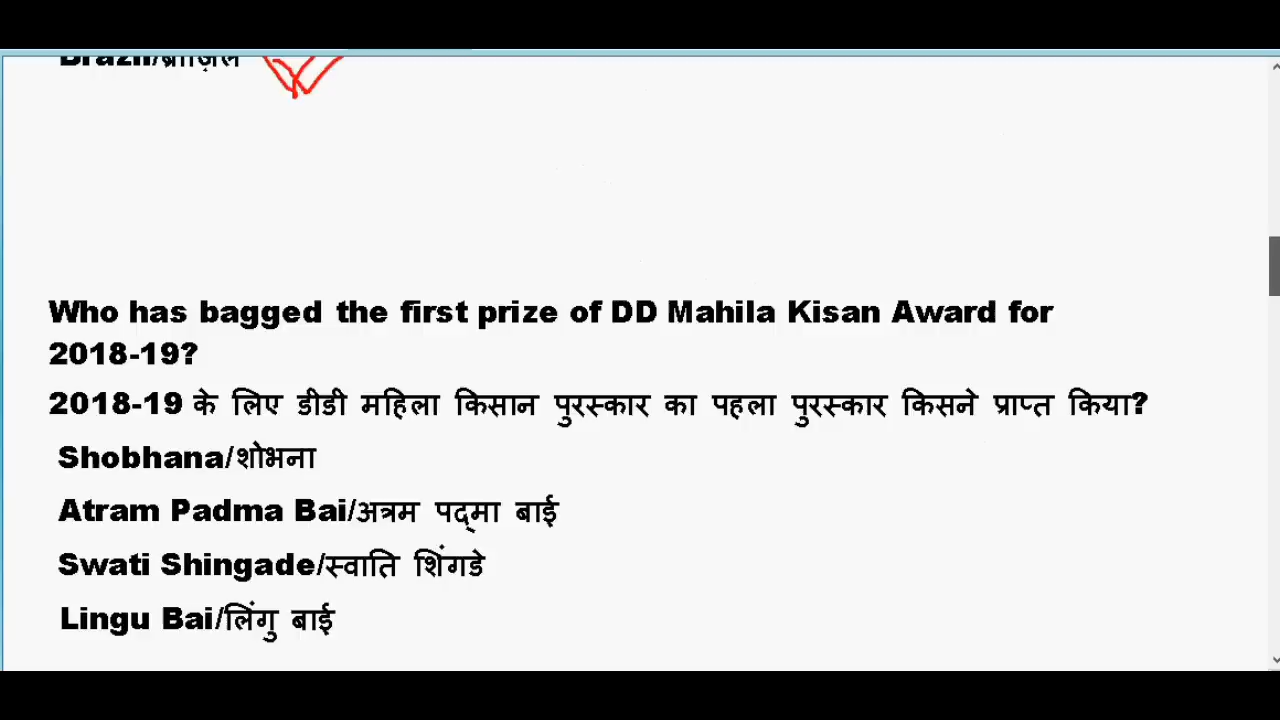 Brazil/ब्राज़िल
Who has bagged the first prize of DD Mahila Kisan Award for
2018-19?
2018-19 के लिए डीडी महिला किसान पुरस्कार का पहला पुरस्कार किसने प्राप्त किया?
Shobhana/शोभना
Atram Padma Bai/अत्रम पद्मा बाई
Swati Shingade/स्वाति शिंगडे
Lingu Bai/लिंगु बाई